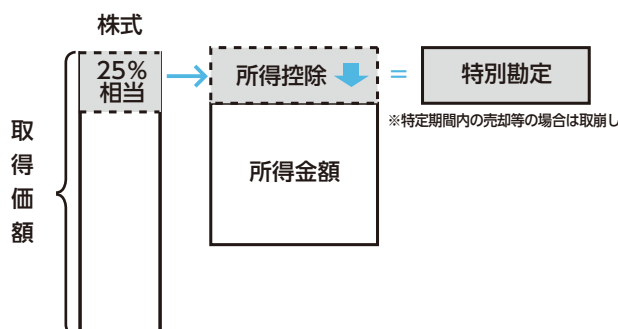 株式
25%
相当
所得控除
=
特別勘定
※特定期間内の売却等の場合は取崩し
取得価額
所得金額